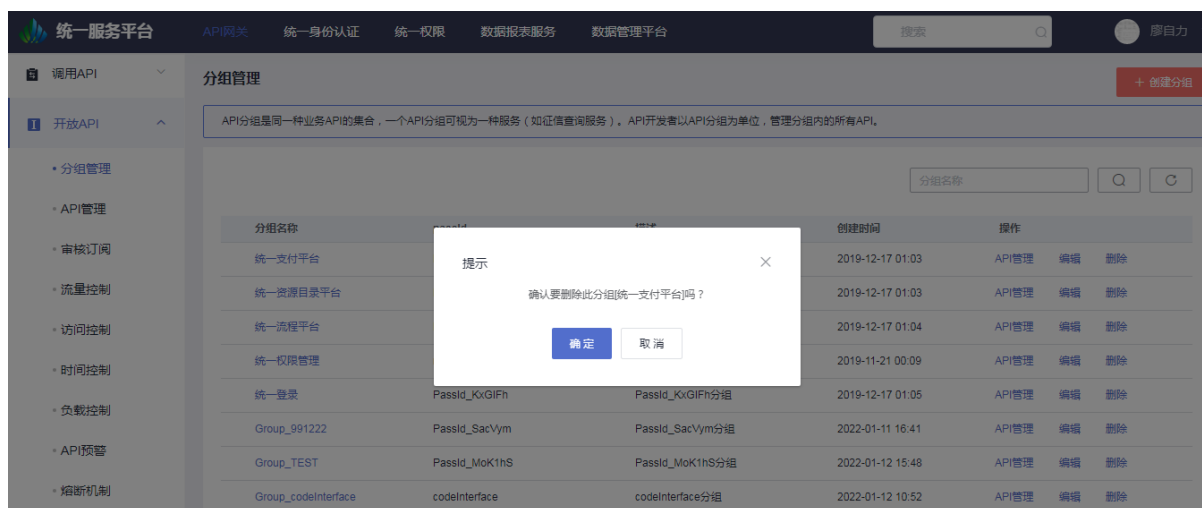 统一服务平台
API网关 统一身份认证 统一权限 数据报表服务 数据管理平台 搜索 廖自力
调用API
开放API
分组管理
API管理
审核订阅
流量控制
访问控制
时间控制
负载控制
API预警
熔断机制
分组管理
+ 创建分组
API分组是同一种业务API的集合，一个API分组可视为一种服务（如征信查询服务）。API开发者以API分组为单位，管理分组内的所有API。
分组名称
分组名称 passId 描述 创建时间 操作
统一支付平台 2019-12-17 01:03 API管理 编辑 删除
统一资源目录平台 2019-12-17 01:03 API管理 编辑 删除
统一流程平台 2019-12-17 01:04 API管理 编辑 删除
统一权限管理 2019-11-21 00:09 API管理 编辑 删除
统一登录 PassId_KxGIFh PassId_KxGIFh分组 2019-12-17 01:05 API管理 编辑 删除
Group_991222 PassId_SacVym PassId_SacVym分组 2022-01-11 16:41 API管理 编辑 删除
Group_TEST PassId_MoK1hS PassId_MoK1hS分组 2022-01-12 15:48 API管理 编辑 删除
Group_codeInterface codeInterface codeInterface分组 2022-01-12 10:52 API管理 编辑 删除
提示
确认要删除此分组[统一支付平台]吗？
确定 取消